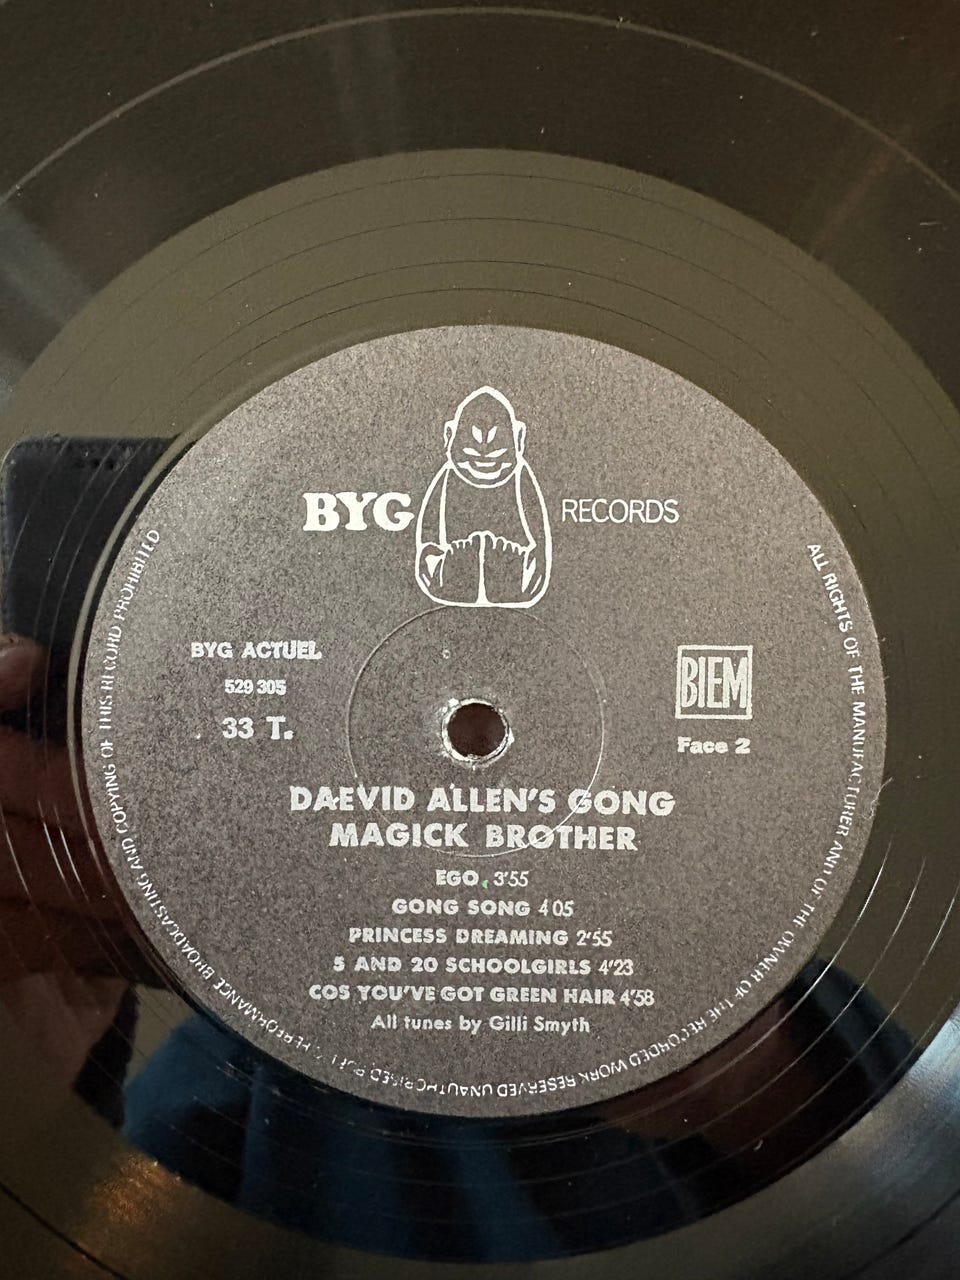 BYG RECORDS
BYG ACTUEL
529 305
33 T.
BIEM
Face 2
DAEVID ALLEN'S GONG
MAGICK BROTHER
EGO. 3'55
GONG SONG 4 05
PRINCESS DREAMING 2'55
5 AND 20 SCHOOLGIRLS 4'23
COS YOU'VE GOT GREEN HAIR 4'58
All tunes by Gilli Smyth
ALL RIGHTS OF THE MANUFACTURER AND OF THE OWNER OF THE RECORDED WORK RESERVED UNAUTHORISED PUBLIC PERFORMANCE BROADCASTING AND COPYING OF THIS RECORD PROHIBITED